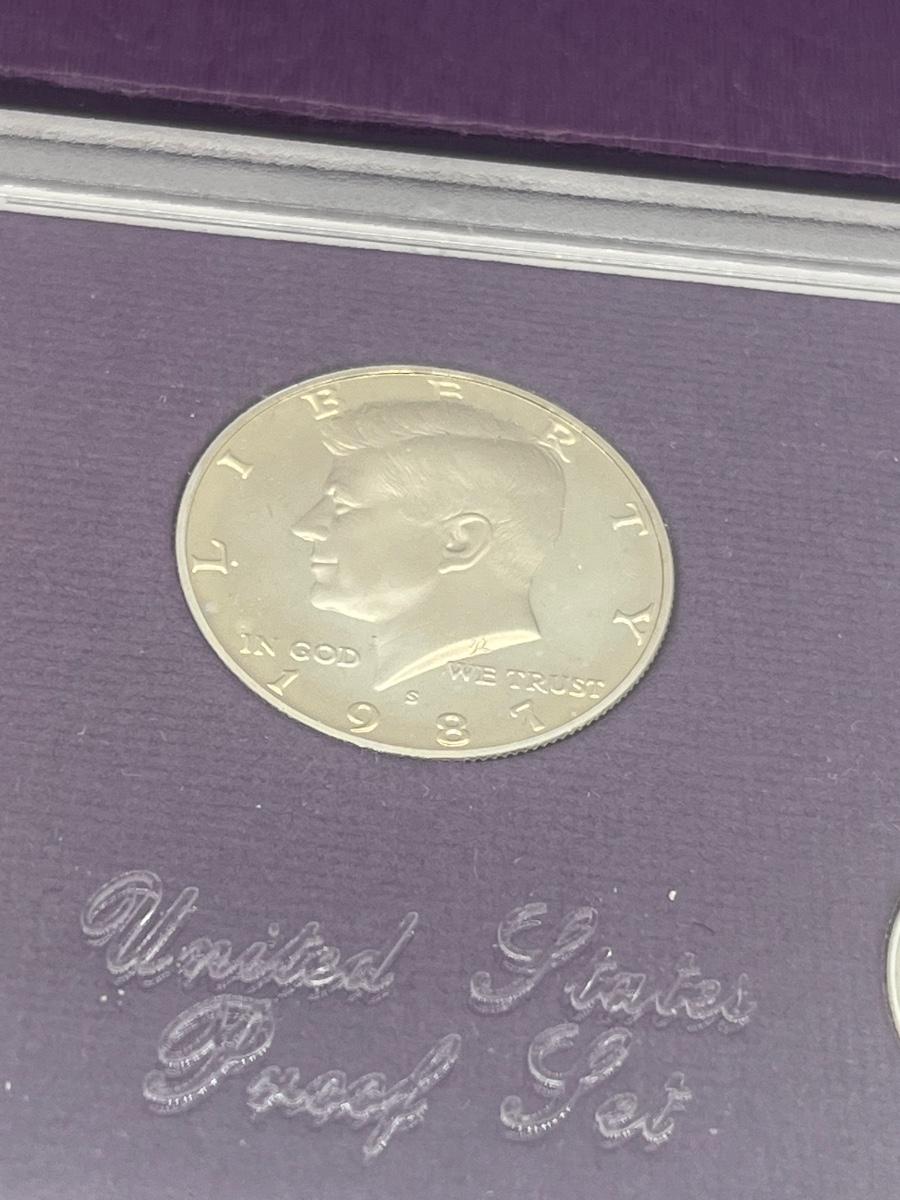 LIBERTY
IN GOD WE TRUST
S
1987
United States
Proof Set